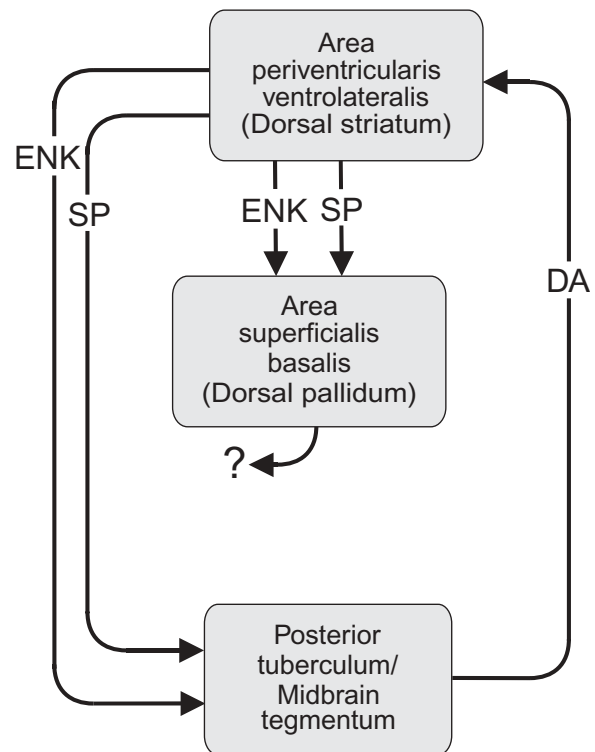 Area
periventricularis
ventrolateralis
(Dorsal striatum)
ENK
SP
ENK
SP
DA
Area
superficialis
basalis
(Dorsal pallidum)
?
Posterior
tuberculum/
Midbrain
tegmentum